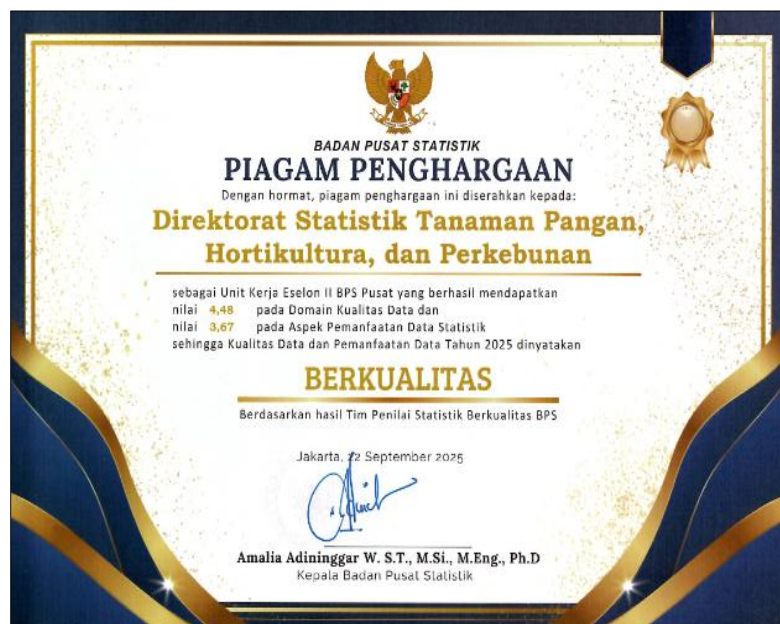 BADAN PUSAT STATISTIK
PIAGAM PENGHARGAAN
Dengan hormat, piagam penghargaan ini diserahkan kepada:
Direktorat Statistik Tanaman Pangan,
Hortikultura, dan Perkebunan
sebagai Unit Kerja Eselon II BPS Pusat yang berhasil mendapatkan
nilai 4,48 pada Domain Kualitas Data dan
nilai 3,67 pada Aspek Pemanfaatan Data Statistik
sehingga Kualitas Data dan Pemanfaatan Data Tahun 2025 dinyatakan
BERKUALITAS
Berdasarkan hasil Tim Penilai Statistik Berkualitas BPS
Jakarta, September 2025
Amalia Adininggar W. S.T., M.Si., M.Eng., Ph.D
Kepala Badan Pusat Statistik